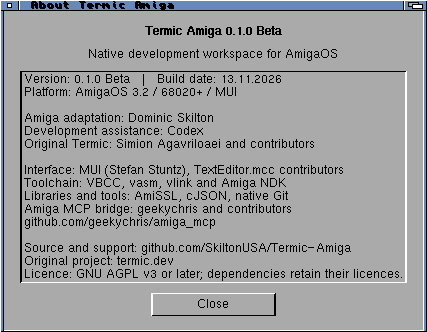 About Termic Amiga
Termic Amiga 0.1.0 Beta
Native development workspace for AmigaOS
Version: 0.1.0 Beta | Build date: 13.11.2026
Platform: AmigaOS 3.2 / 68020+ / MUI
Amiga adaptation: Dominic Skilton
Development assistance: Codex
Original Termic: Simion Agavriloaei and contributors
Interface: MUI (Stefan Stuntz), TextEditor.mcc contributors
Toolchain: VBCC, vasm, vlink and Amiga NDK
Libraries and tools: AmiSSL, cJSON, native Git
Amiga MCP bridge: geekychris and contributors
github.com/geekychris/amiga_mcp
Source and support: github.com/SkiltonUSA/Termic-Amiga
Original project: termic.dev
Licence: GNU AGPL v3 or later; dependencies retain their licences.
Close